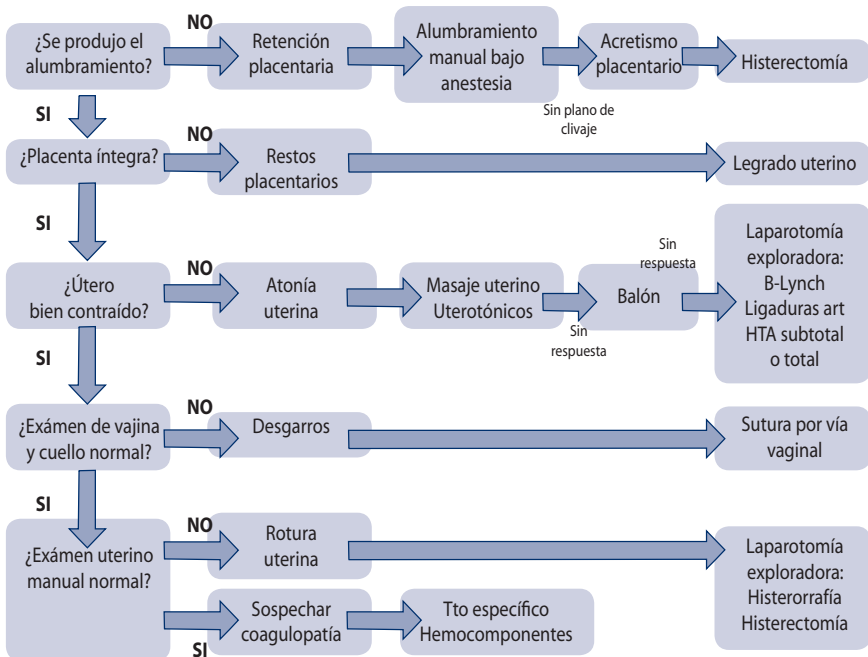 ¿Se produjo el
alumbramiento?
NO
Retención
placentaria
Alumbramiento
manual bajo
anestesia
Sin plano de
clivaje
Acretismo
placentario
Histerectomía
SI
¿Placenta íntegra?
NO
Restos
placentarios
Legrado uterino
SI
¿Útero
bien contraído?
NO
Atonía
uterina
Masaje uterino
Uterotónicos
Sin
respuesta
Balón
Sin
respuesta
Laparotomía
exploradora:
B-Lynch
Ligaduras art
HTA subtotal
o total
SI
¿Exámen de vajina
y cuello normal?
NO
Desgarros
Sutura por vía
vaginal
SI
¿Exámen uterino
manual normal?
NO
Rotura
uterina
Laparotomía
exploradora:
Histerorrafía
Histerectomía
SI
Sospechar
coagulopatía
Tto específico
Hemocomponentes